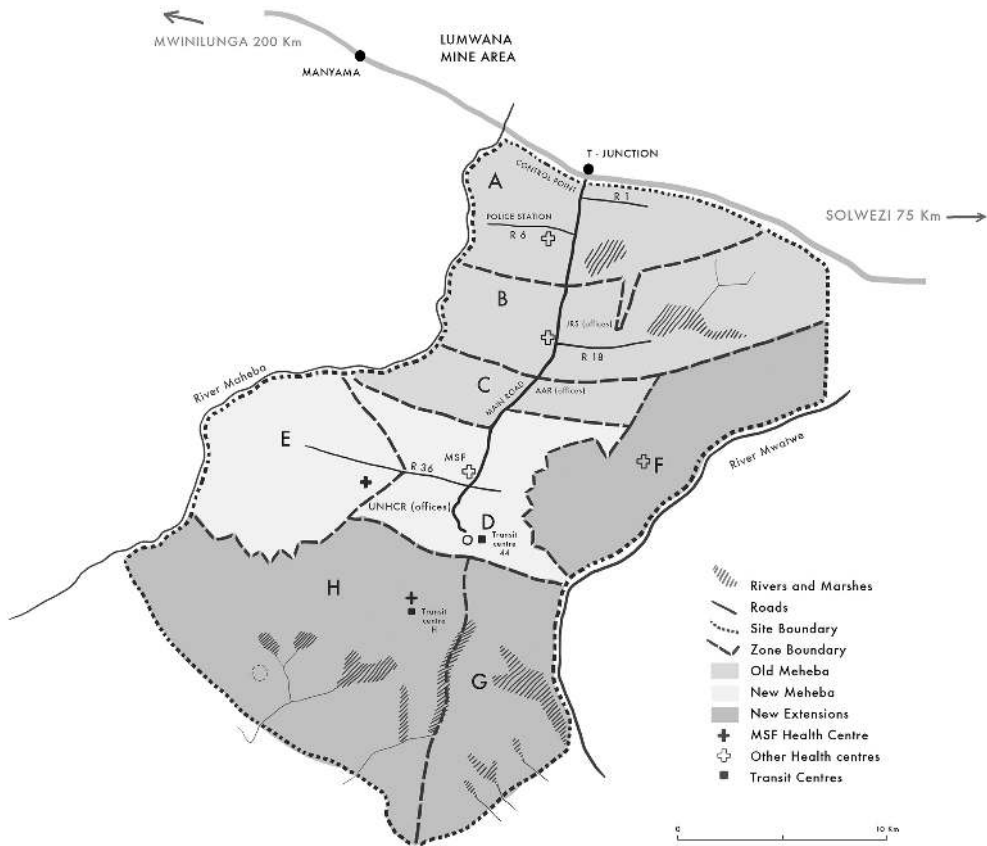 MWINILUNGA 200 Km
LUMWANA
MINE AREA
MANYAMA
T - JUNCTION
CONTROL POINT
A
R 1
SOLWEZI 75 Km
POLICE STATION
R 6
B
JRS (offices)
R 18
River Maheba
C
MAIN ROAD
AAR (offices)
River Mwatwe
E
MSF
R 36
F
UNHCR (offices)
D
Transit
centre
44
H
Transit
centre
H
G
Rivers and Marshes
Roads
Site Boundary
Zone Boundary
Old Meheba
New Meheba
New Extensions
MSF Health Centre
Other Health centres
Transit Centres
0
10 Km